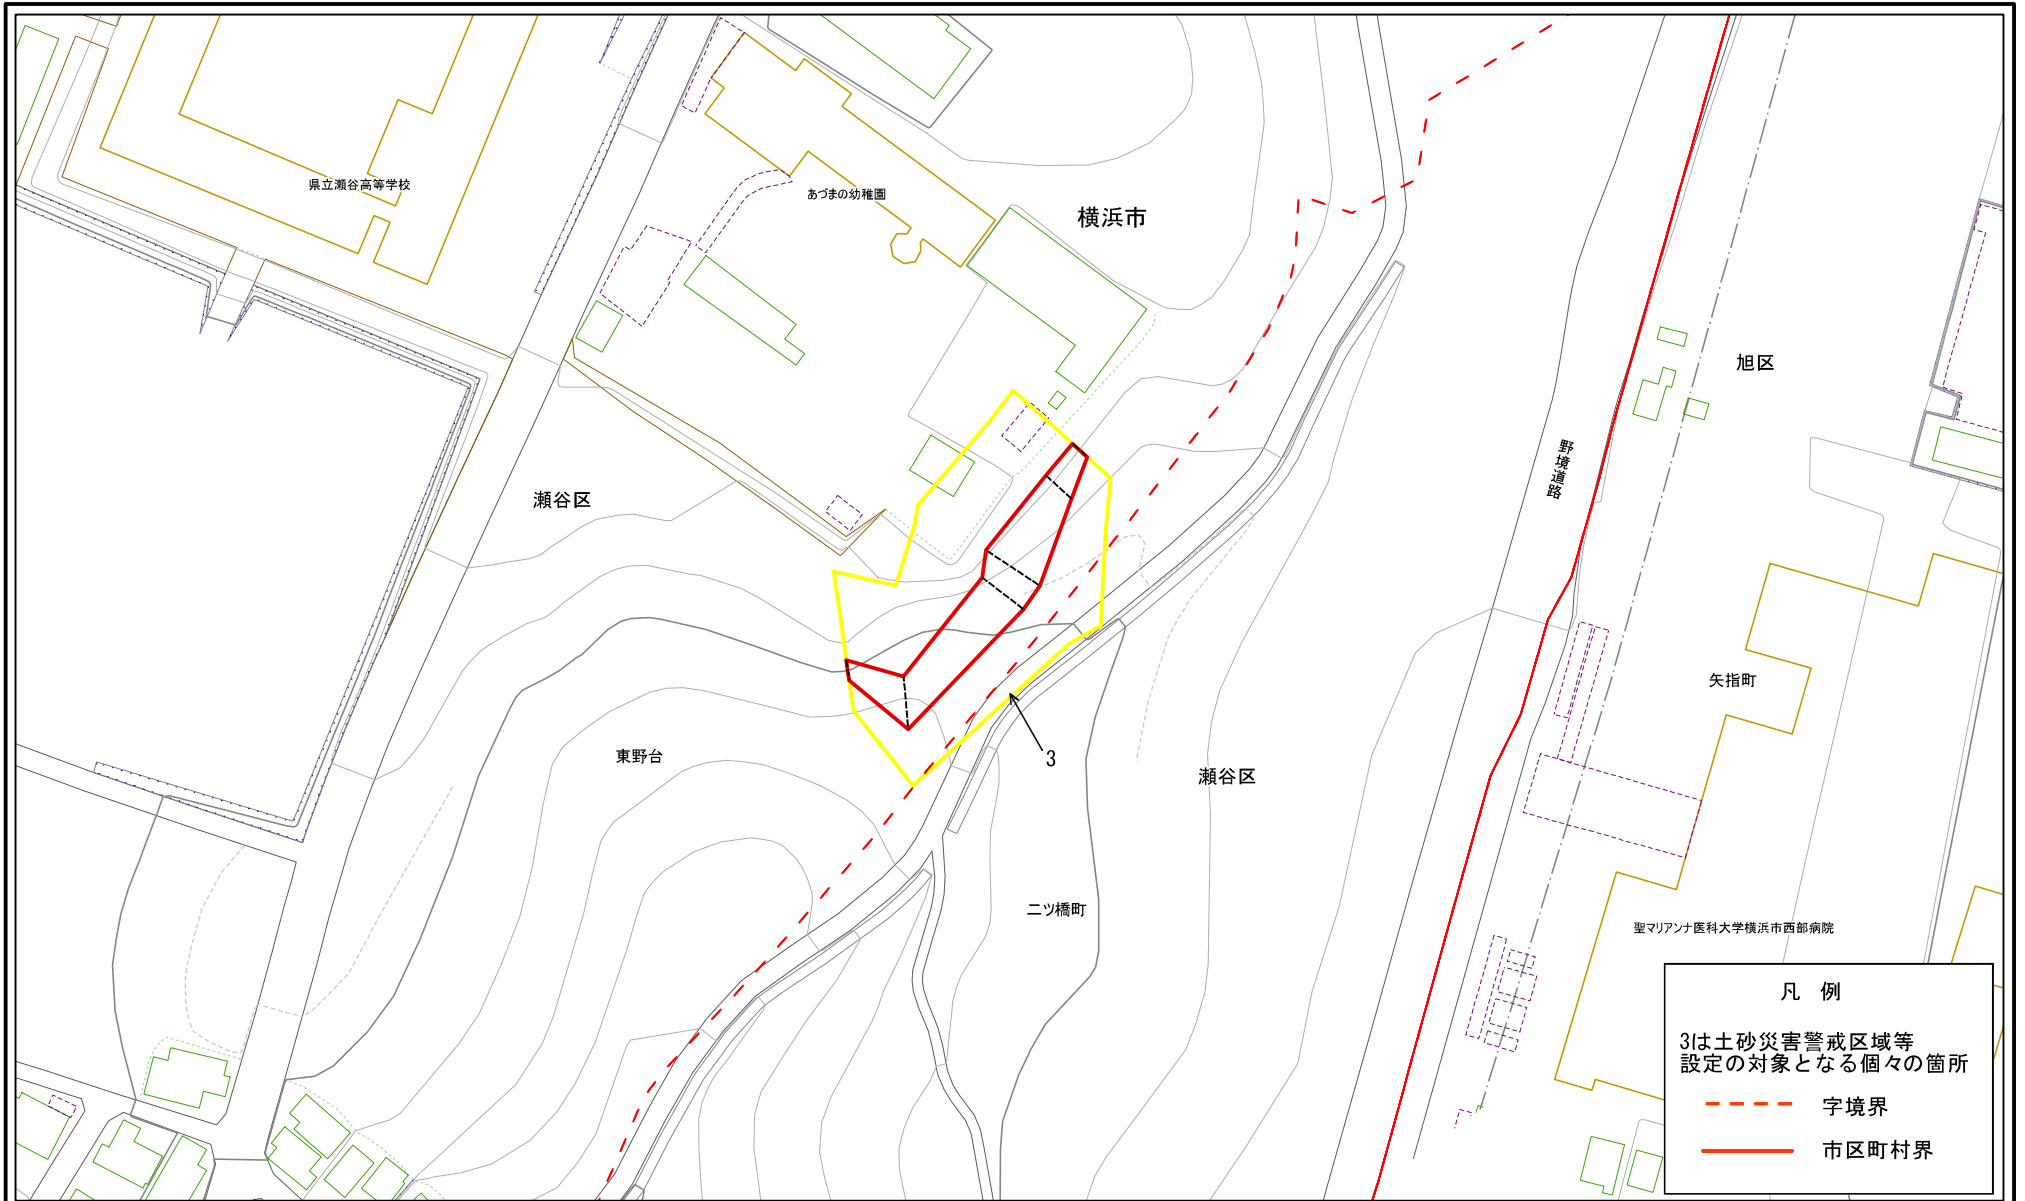 県立瀬谷高等学校
あづまの幼稚園
横浜市
旭区
野境道路
瀬谷区
矢指町
東野台
3
瀬谷区
二ツ橋町
聖マリアンナ医科大学横浜市西部病院
凡 例
3は土砂災害警戒区域等
設定の対象となる個々の箇所
字境界
市区町村界